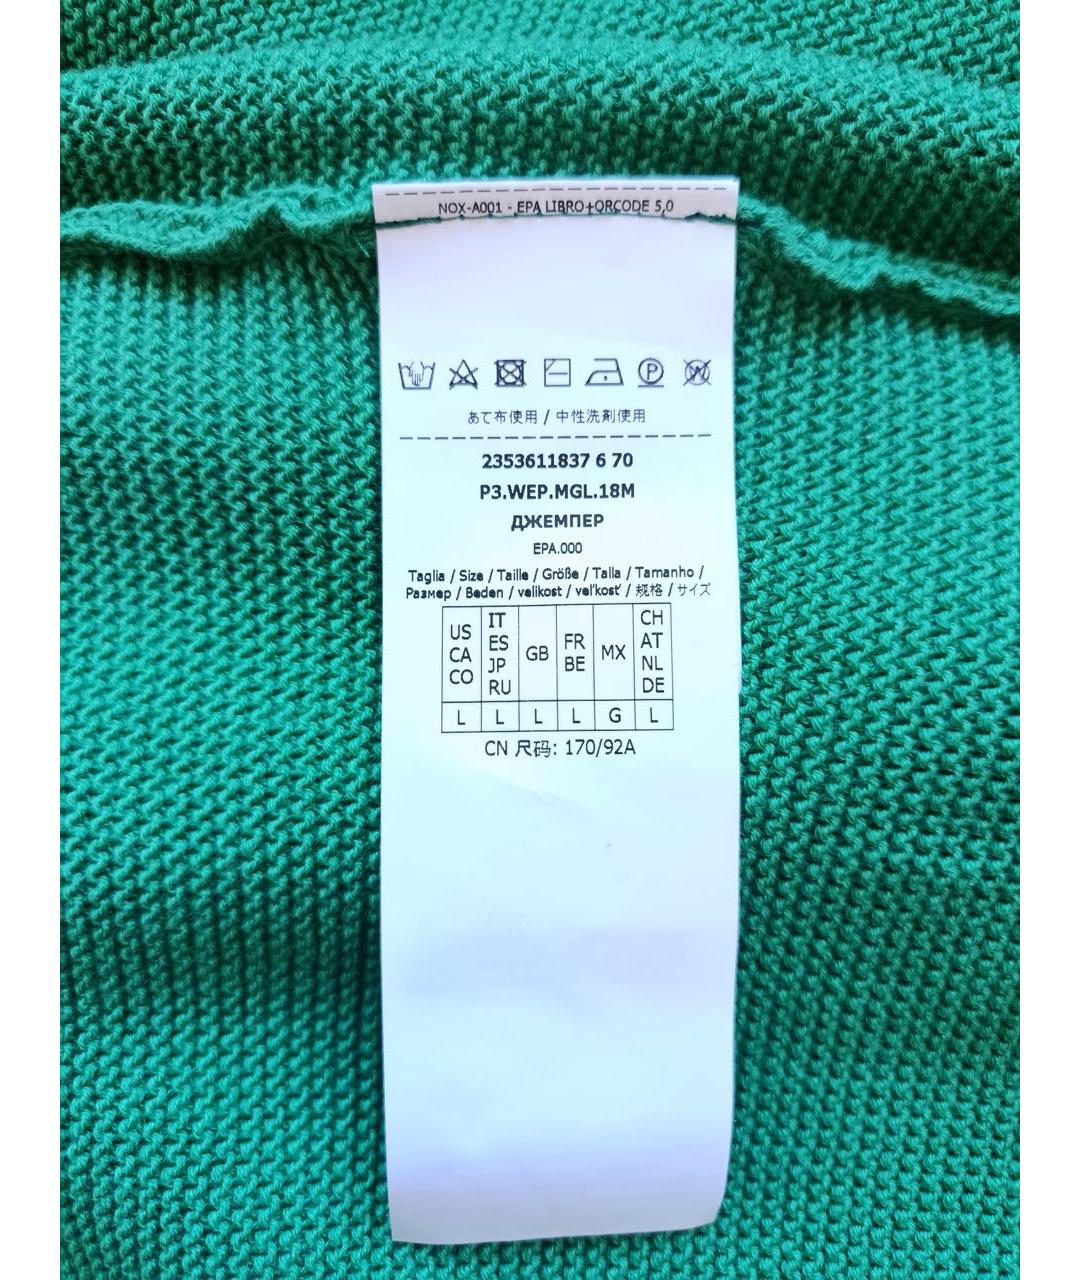 NOX-A001 - EPA LIBRO+QRCODE 5,0
P
W
あて布使用 / 中性洗剤使用
2353611837 6 70
P3.WEP.MGL.18M
ДЖЕМПЕР
EPA.000
Taglia / Size / Taille / Größe / Talla / Tamanho /
Размер / Beden / velikost / veľkosť / 规格 / サイズ
US CA CO
IT ES JP RU
GB
FR BE
MX
CH AT NL DE
L L L L G L
CN 尺码: 170/92A